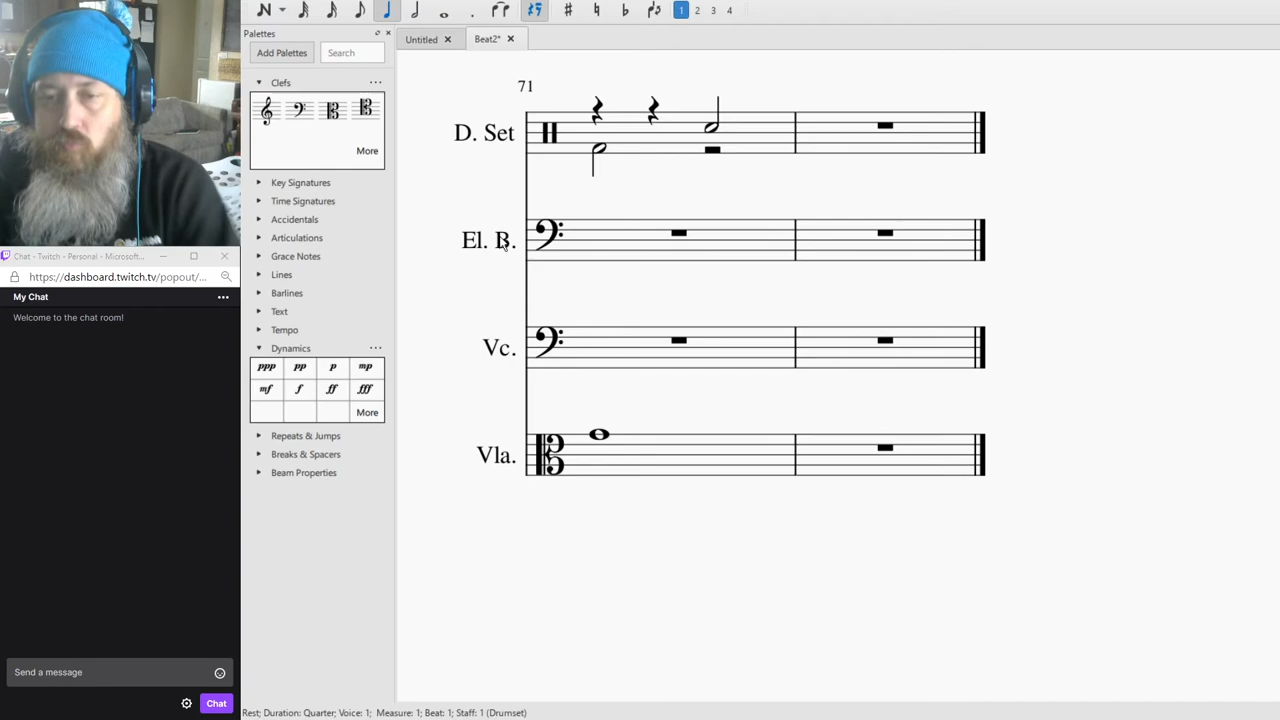 1 2 3 4
Palettes
Add Palettes
Search
Clefs
More
Key Signatures
Time Signatures
Accidentals
Articulations
Grace Notes
Lines
Barlines
Text
Tempo
Dynamics
ppp pp p mp
mf f ff fff
More
Repeats & Jumps
Breaks & Spacers
Beam Properties
Untitled
Beat2*
71
D. Set
El. B.
Vc.
Vla.
Chat - Twitch - Personal - Microsoft...
https://dashboard.twitch.tv/popout/...
My Chat
Welcome to the chat room!
Send a message
Chat
Rest; Duration: Quarter; Voice: 1; Measure: 1; Beat: 1; Staff: 1 (Drumset)